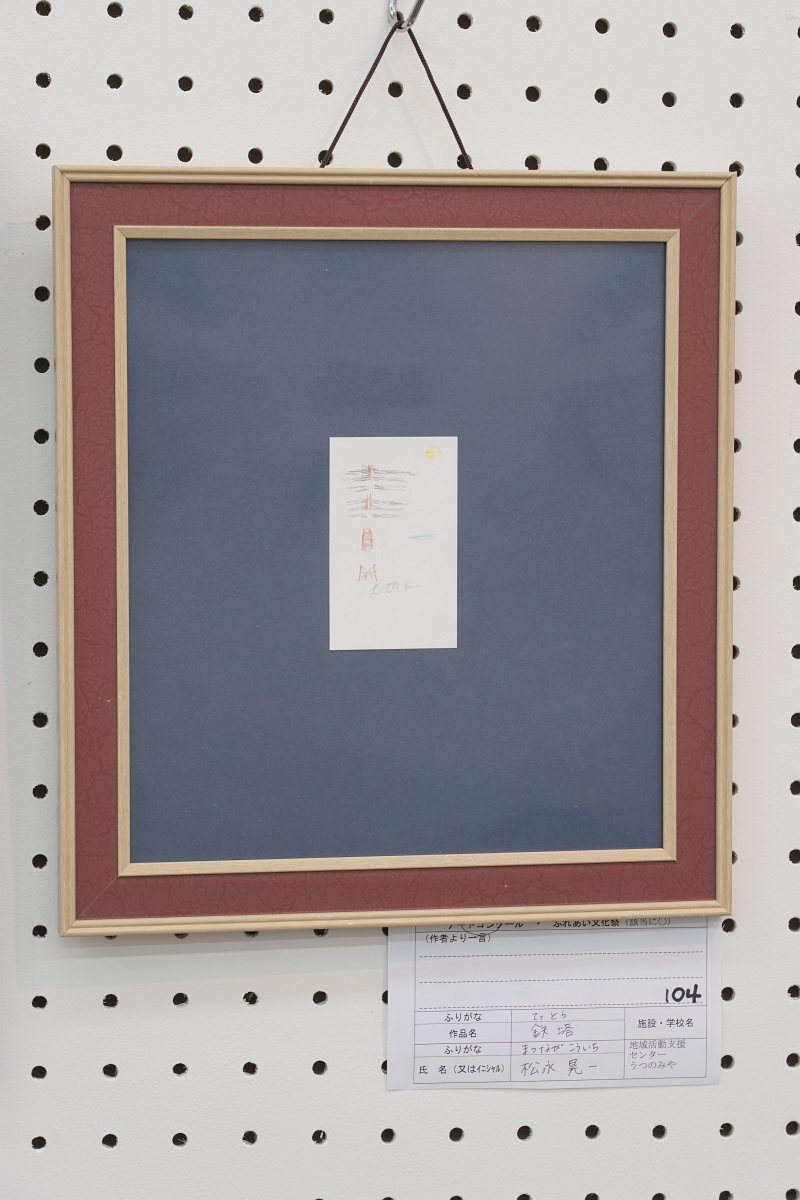 アートコンクール ・ ふれあい文化祭 (該当に○)
(作者より一言)
104
ふりがな てっとう
作品名 鉄塔
施設・学校名
ふりがな まつながこういち
氏 名 (又はイニシャル) 松永 晃一
地域活動支援
センター
うつのみや